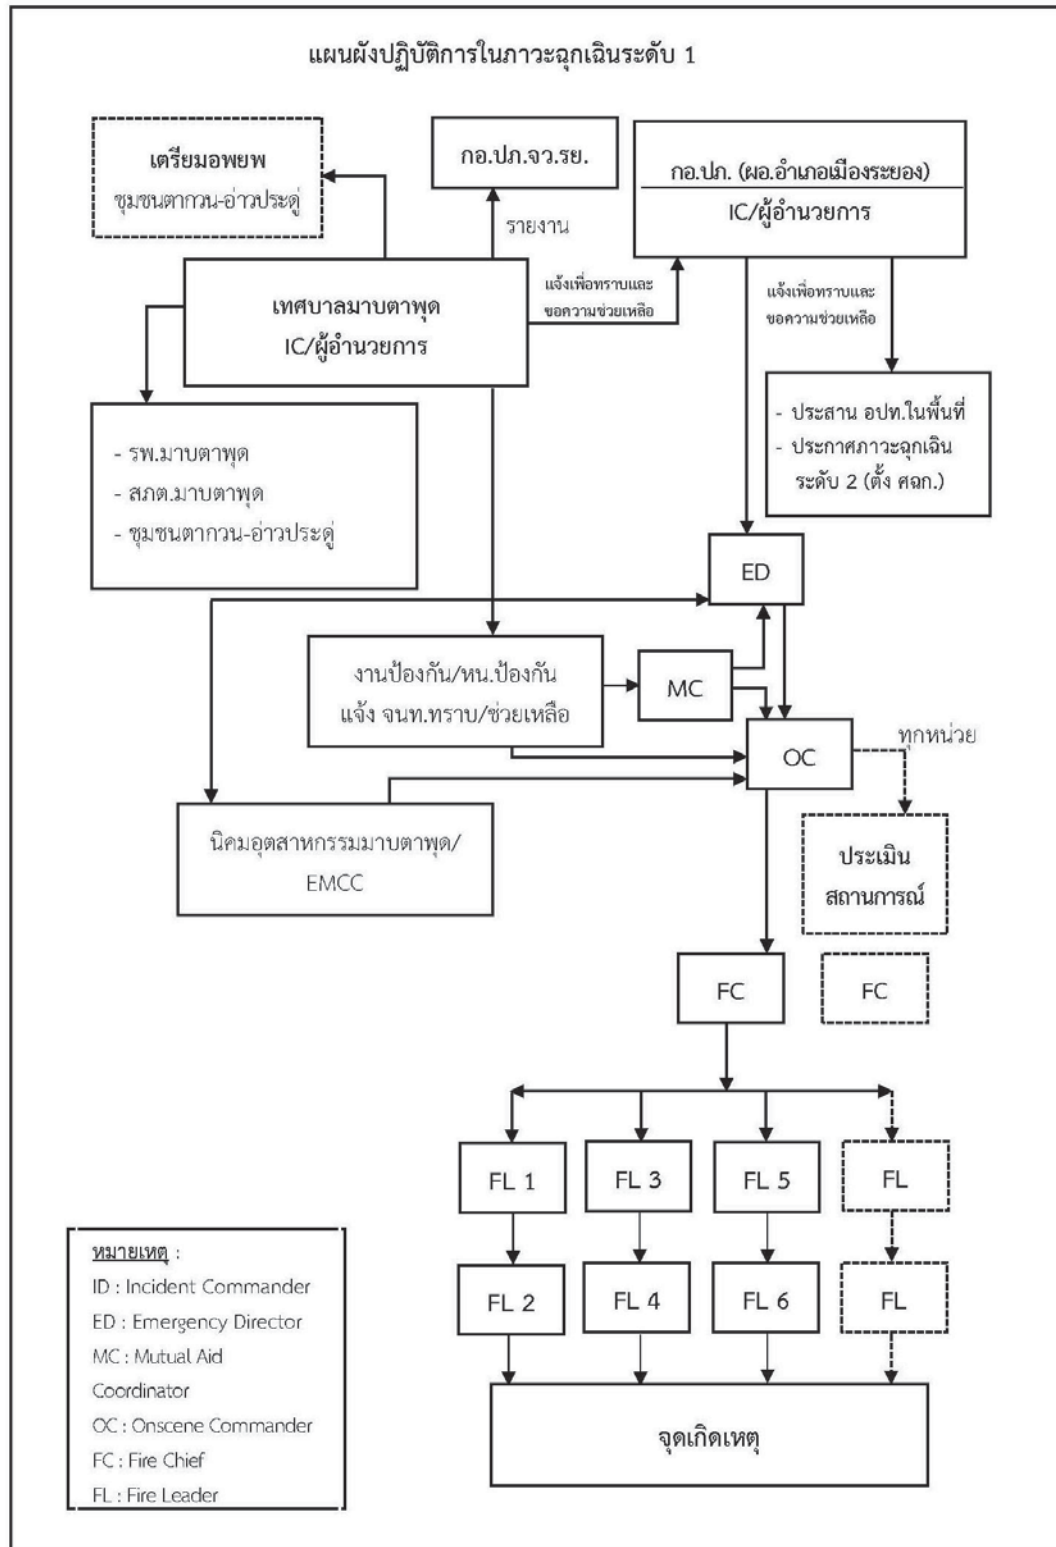 แผนผังปฏิบัติการในภาวะฉุกเฉินระดับ 1
เตรียมอพยพ
ชุมชนตากวน-อ่าวประดู่
กอ.ปภ.จว.รย.
กอ.ปภ. (ผอ.อำเภอเมืองระยอง)
IC/ผู้อำนวยการ
รายงาน
เทศบาลมาบตาพุด
IC/ผู้อำนวยการ
แจ้งเพื่อทราบและ
ขอความช่วยเหลือ
แจ้งเพื่อทราบและ
ขอความช่วยเหลือ
- รพ.มาบตาพุด
- สภต.มาบตาพุด
- ชุมชนตากวน-อ่าวประดู่
- ประสาน อปท.ในพื้นที่
- ประกาศภาวะฉุกเฉิน
ระดับ 2 (ตั้ง ศฉก.)
ED
งานป้องกัน/หน.ป้องกัน
แจ้ง จนท.ทราบ/ช่วยเหลือ
MC
OC
ทุกหน่วย
นิคมอุตสาหกรรมมาบตาพุด/
EMCC
ประเมิน
สถานการณ์
FC
FC
FL 1
FL 3
FL 5
FL
FL 2
FL 4
FL 6
FL
จุดเกิดเหตุ
หมายเหตุ :
ID : Incident Commander
ED : Emergency Director
MC : Mutual Aid
Coordinator
OC : Onscene Commander
FC : Fire Chief
FL : Fire Leader